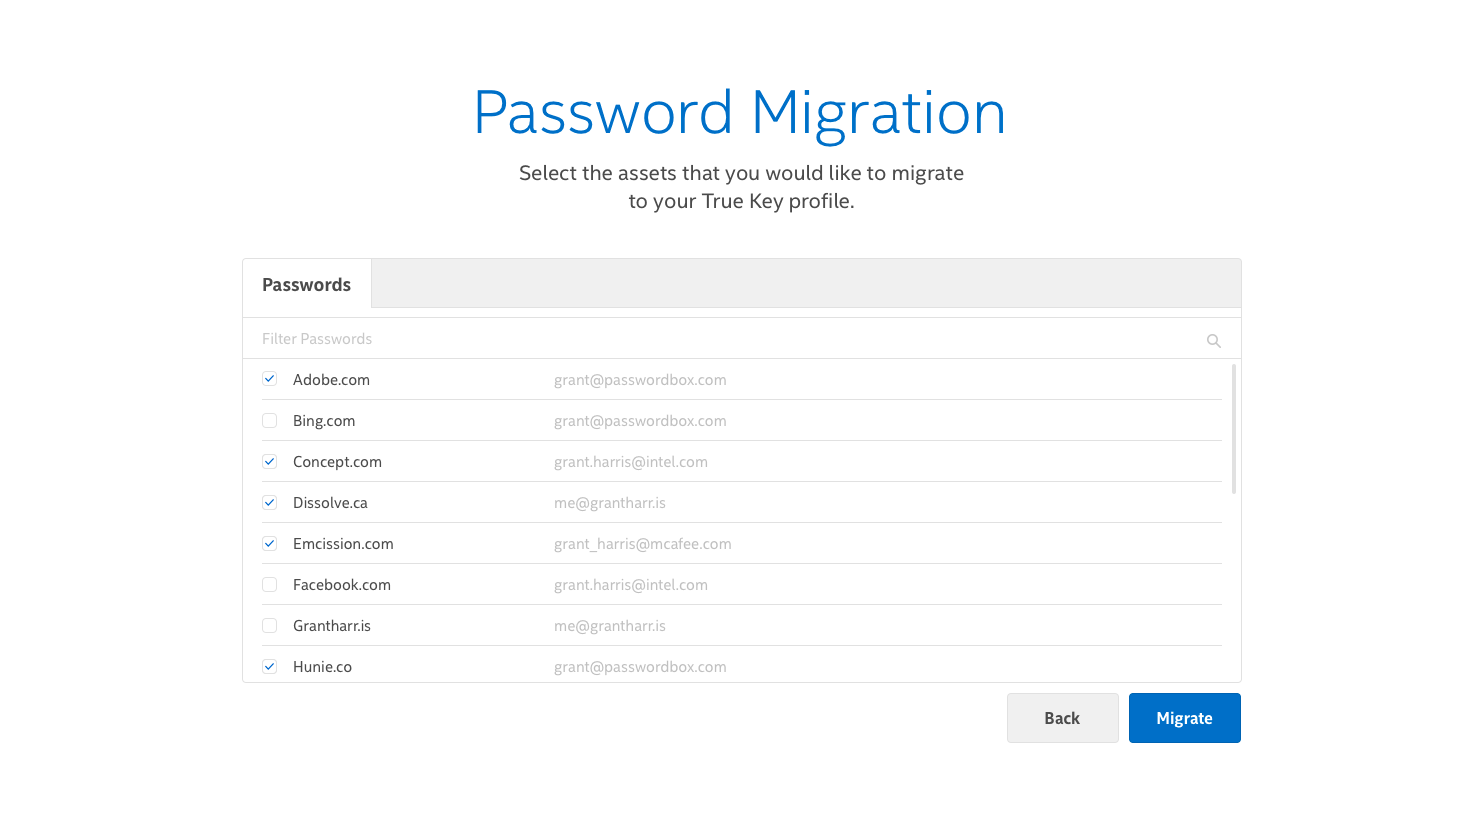 Password Migration
Select the assets that you would like to migrate
to your True Key profile.
Passwords
Filter Passwords
Adobe.com grant@passwordbox.com
Bing.com grant@passwordbox.com
Concept.com grant.harris@intel.com
Dissolve.ca me@grantharr.is
Emcission.com grant_harris@mcafee.com
Facebook.com grant.harris@intel.com
Grantharr.is me@grantharr.is
Hunie.co grant@passwordbox.com
Back Migrate